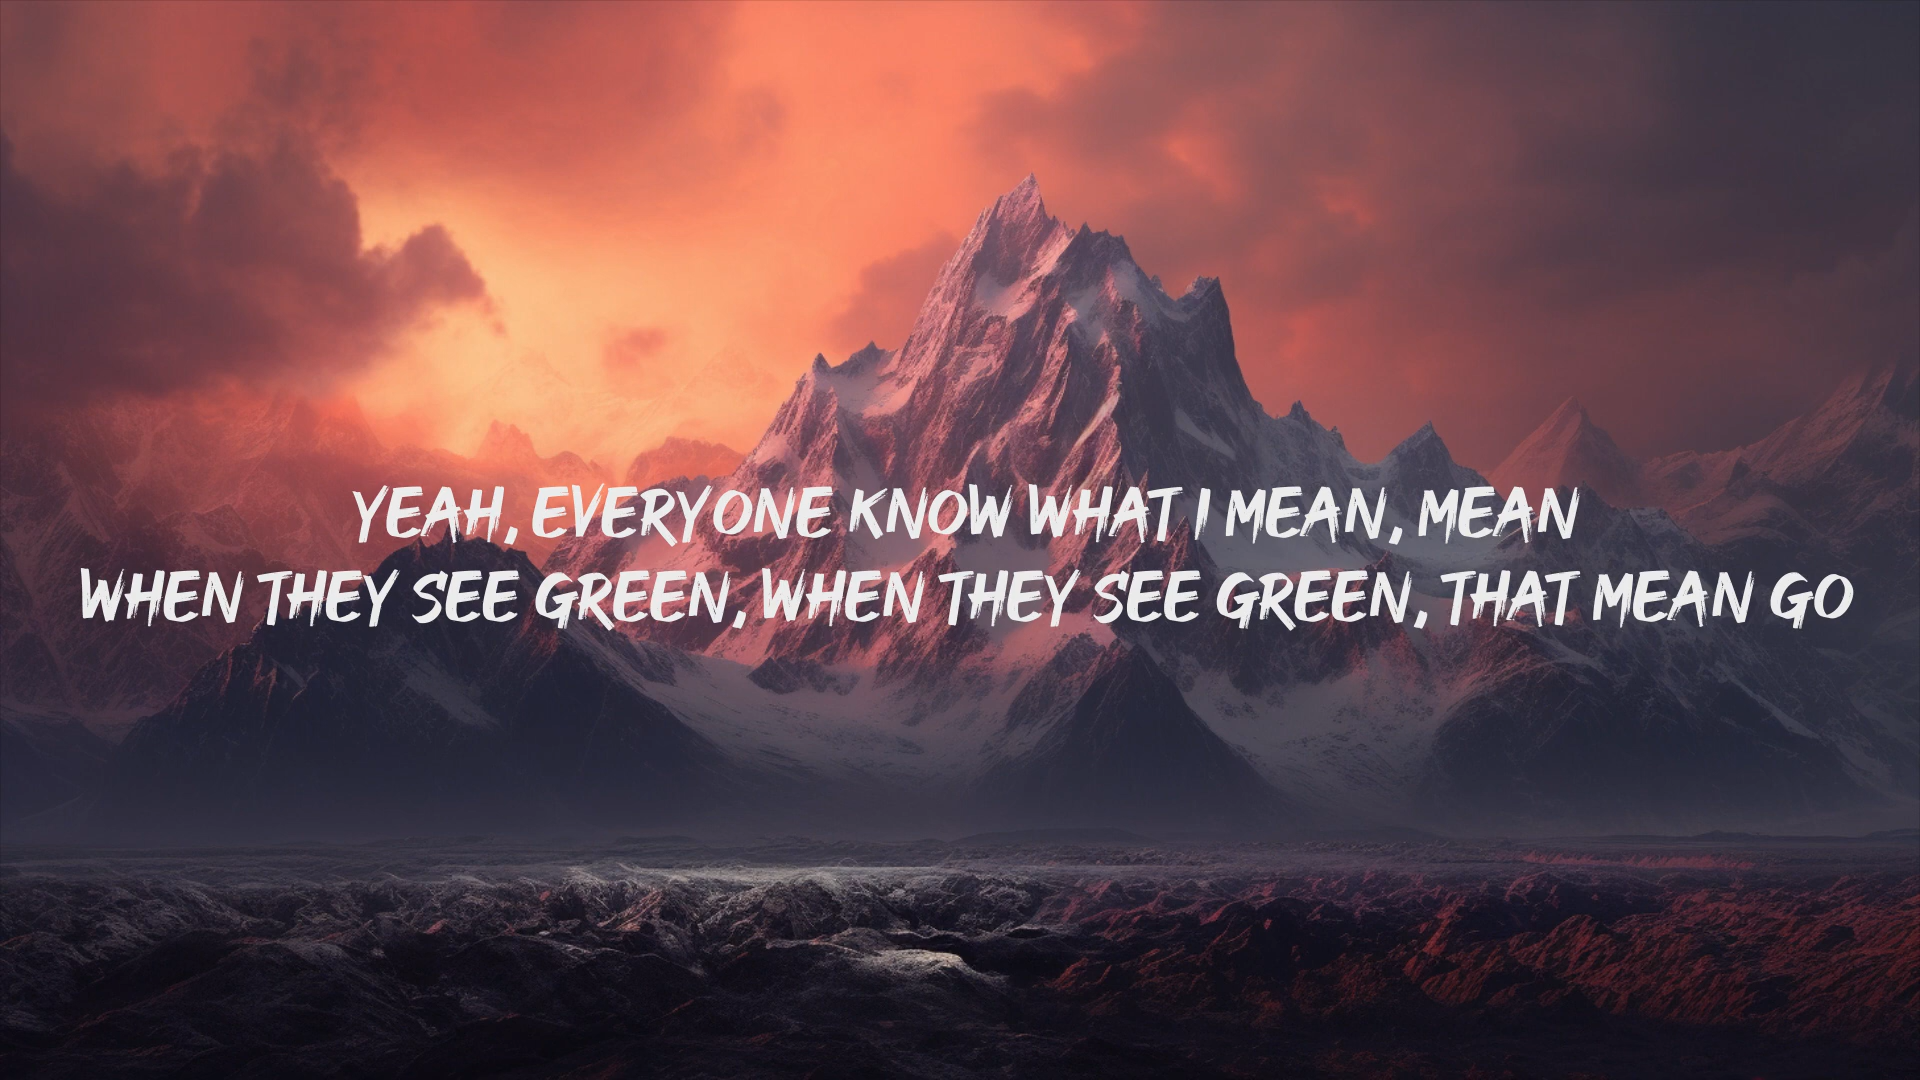 YEAH, EVERYONE KNOW WHAT I MEAN, MEAN
WHEN THEY SEE GREEN, WHEN THEY SEE GREEN, THAT MEAN GO